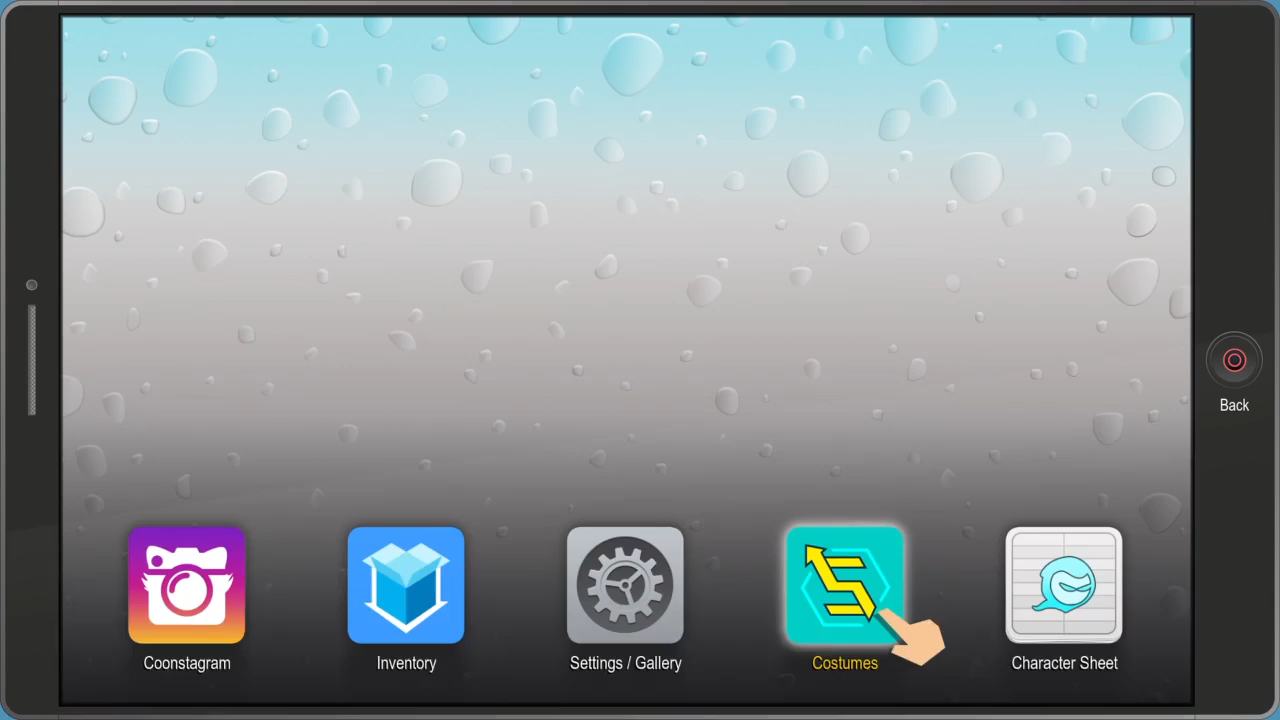 Back
Coonstagram
Inventory
Settings / Gallery
Costumes
Character Sheet